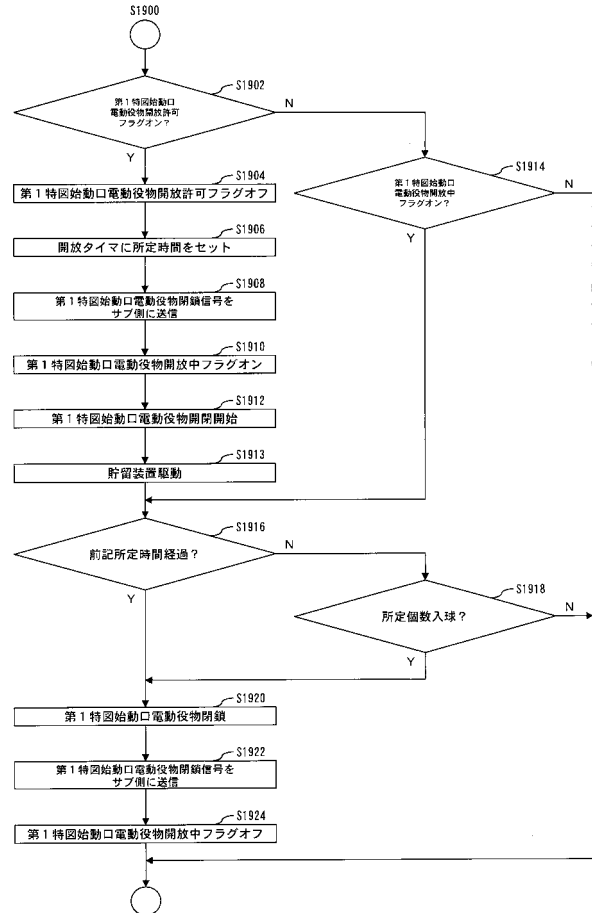 S1900
S1902
第1特図始動口
電動役物開放許可
フラグオン?
N
Y
S1904
第1特図始動口電動役物開放許可フラグオフ
S1914
第1特図始動口
電動役物開放中
フラグオン?
N
Y
S1906
開放タイマに所定時間をセット
S1908
第1特図始動口電動役物閉鎖信号を
サブ側に送信
S1910
第1特図始動口電動役物開放中フラグオン
S1912
第1特図始動口電動役物開閉開始
S1913
貯留装置駆動
S1916
前記所定時間経過?
N
Y
S1918
所定個数入球?
N
Y
S1920
第1特図始動口電動役物閉鎖
S1922
第1特図始動口電動役物閉鎖信号を
サブ側に送信
S1924
第1特図始動口電動役物開放中フラグオフ